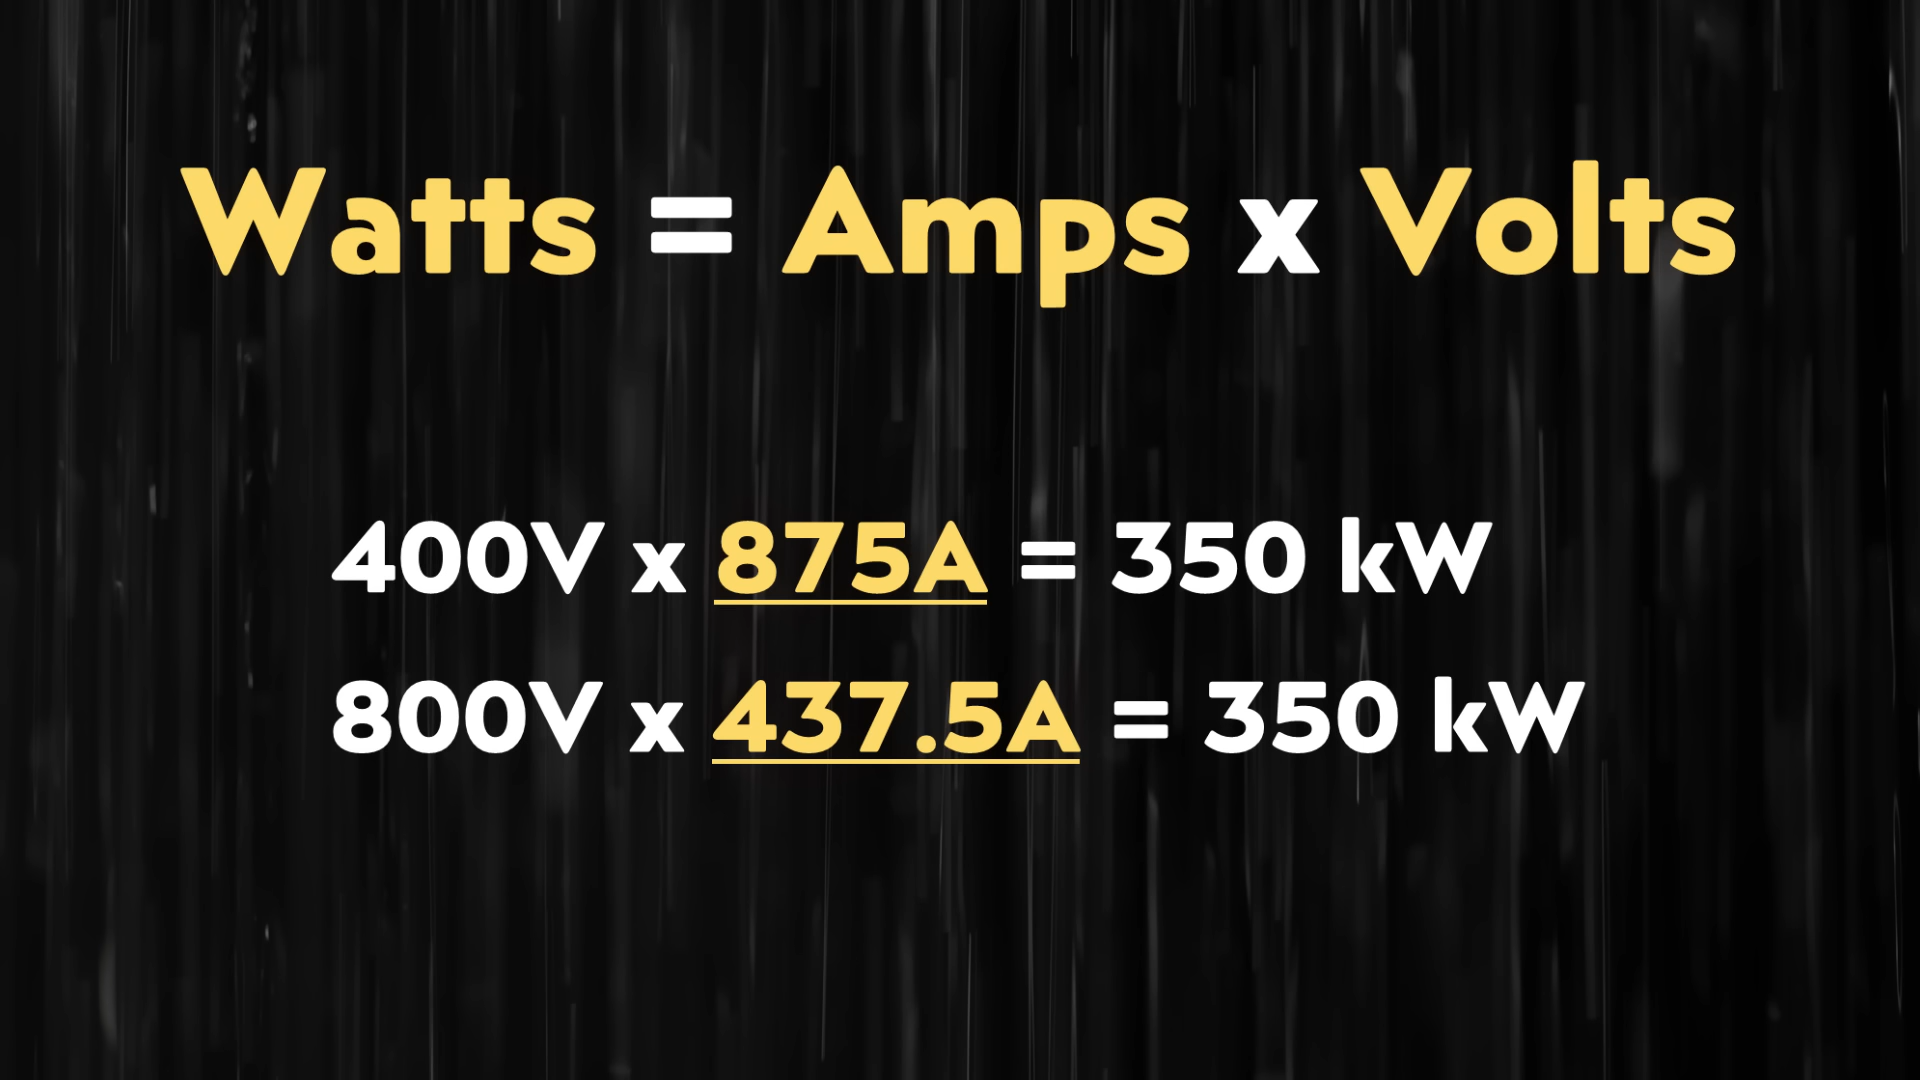 Watts = Amps x Volts
400V x 875A = 350 kW
800V x 437.5A = 350 kW